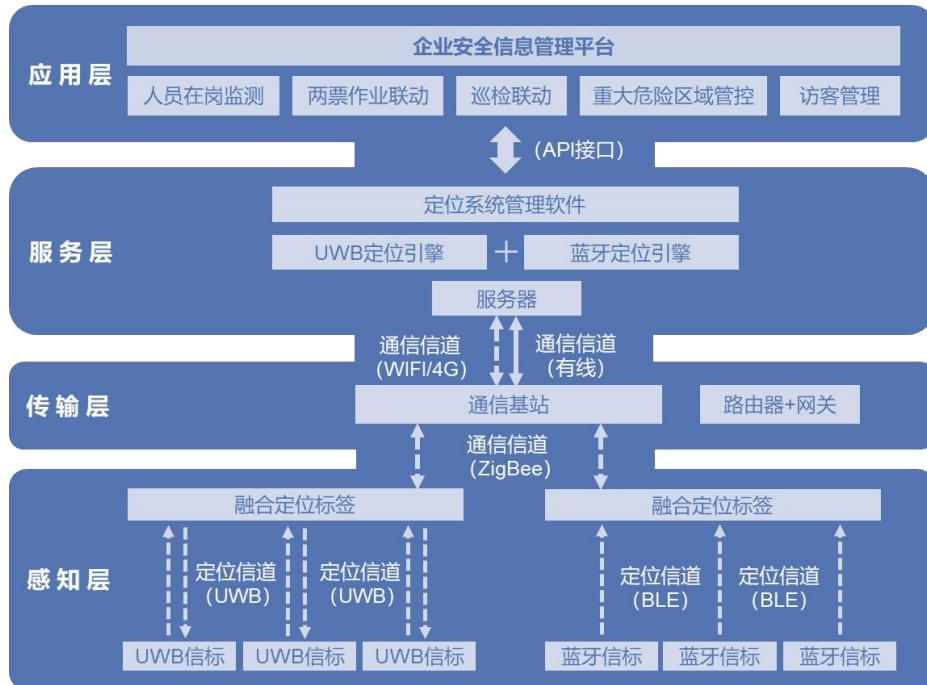 企业安全信息管理平台
应用层
人员在岗监测 两票作业联动 巡检联动 重大危险区域管控 访客管理
(API接口)
定位系统管理软件
服务层
UWB定位引擎 + 蓝牙定位引擎
服务器
通信信道 通信信道
(WIFI/4G) (有线)
传输层
通信基站 路由器+网关
通信信道
(ZigBee)
融合定位标签 融合定位标签
感知层
定位信道 定位信道 定位信道 定位信道
(UWB) (UWB) (BLE) (BLE)
UWB信标 UWB信标 UWB信标 蓝牙信标 蓝牙信标 蓝牙信标